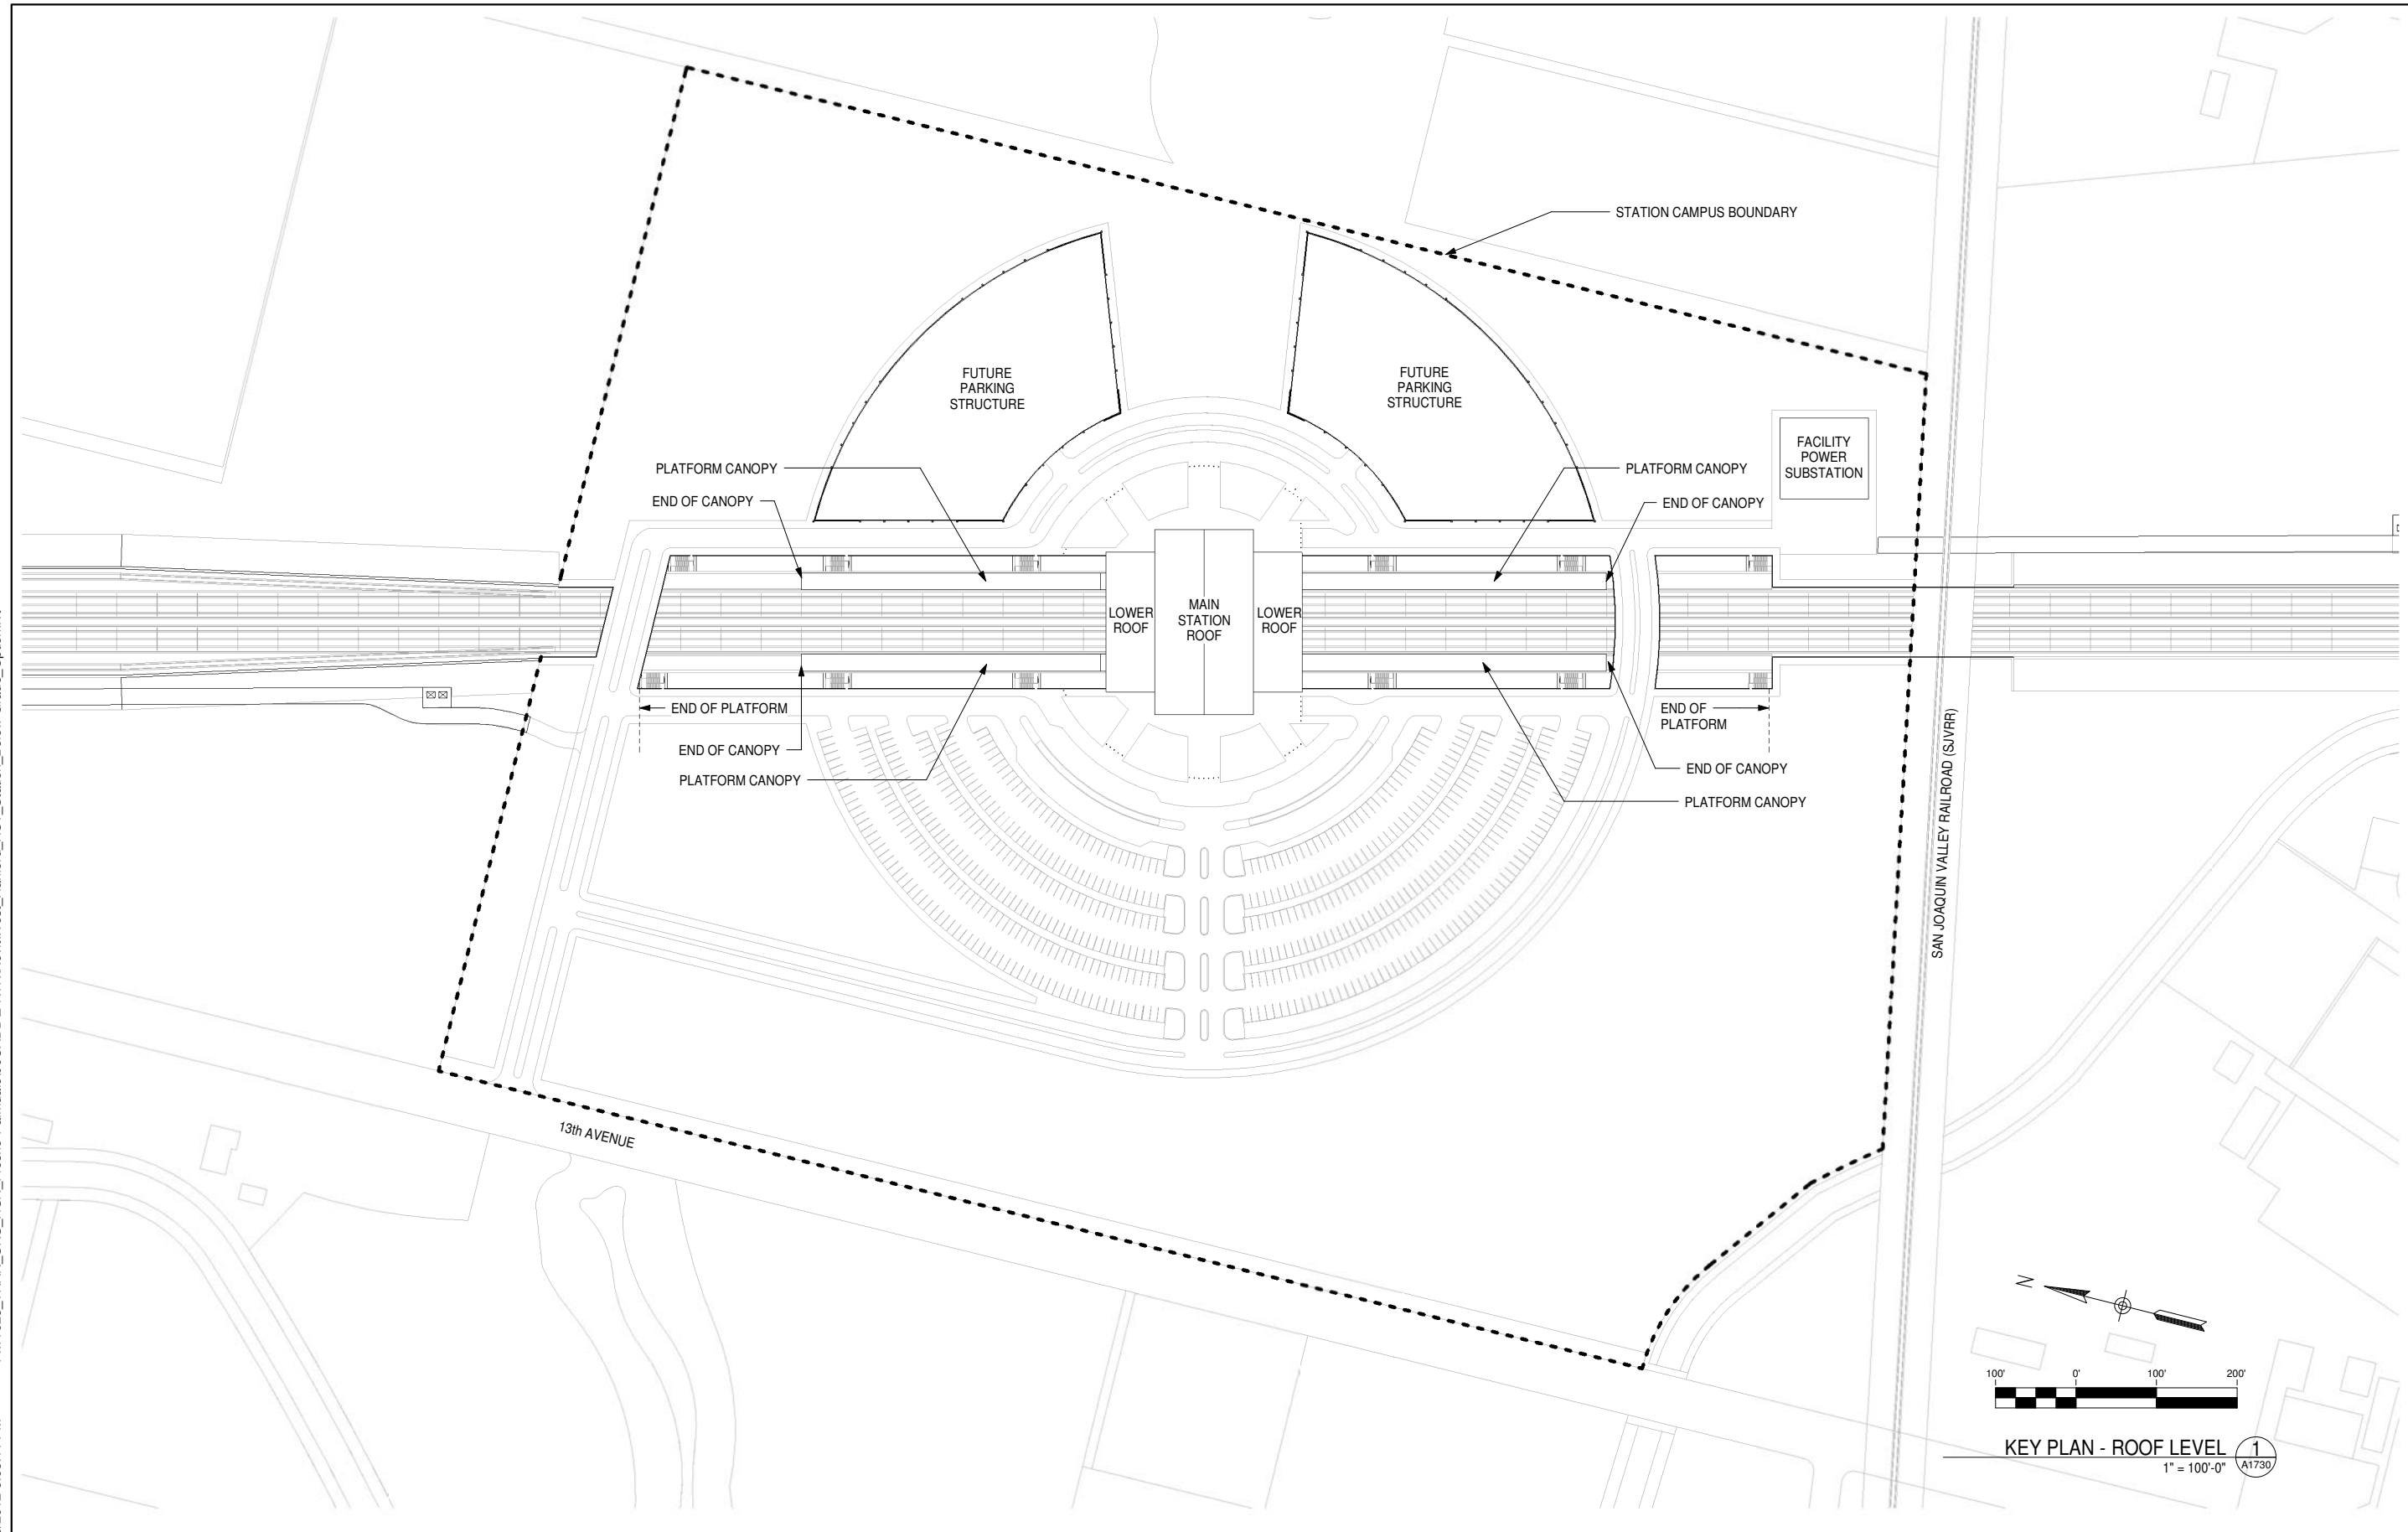 STATION CAMPUS BOUNDARY
FUTURE
PARKING
STRUCTURE
FUTURE
PARKING
STRUCTURE
FACILITY
POWER
SUBSTATION
PLATFORM CANOPY
END OF CANOPY
PLATFORM CANOPY
END OF CANOPY
LOWER
ROOF
MAIN
STATION
ROOF
LOWER
ROOF
END OF PLATFORM
END OF CANOPY
PLATFORM CANOPY
END OF
PLATFORM
END OF CANOPY
PLATFORM CANOPY
SAN JOAQUIN VALLEY RAILROAD (SJVRR)
13th AVENUE
N
100' 0' 100' 200'
KEY PLAN - ROOF LEVEL 1
1" = 100'-0" A1730